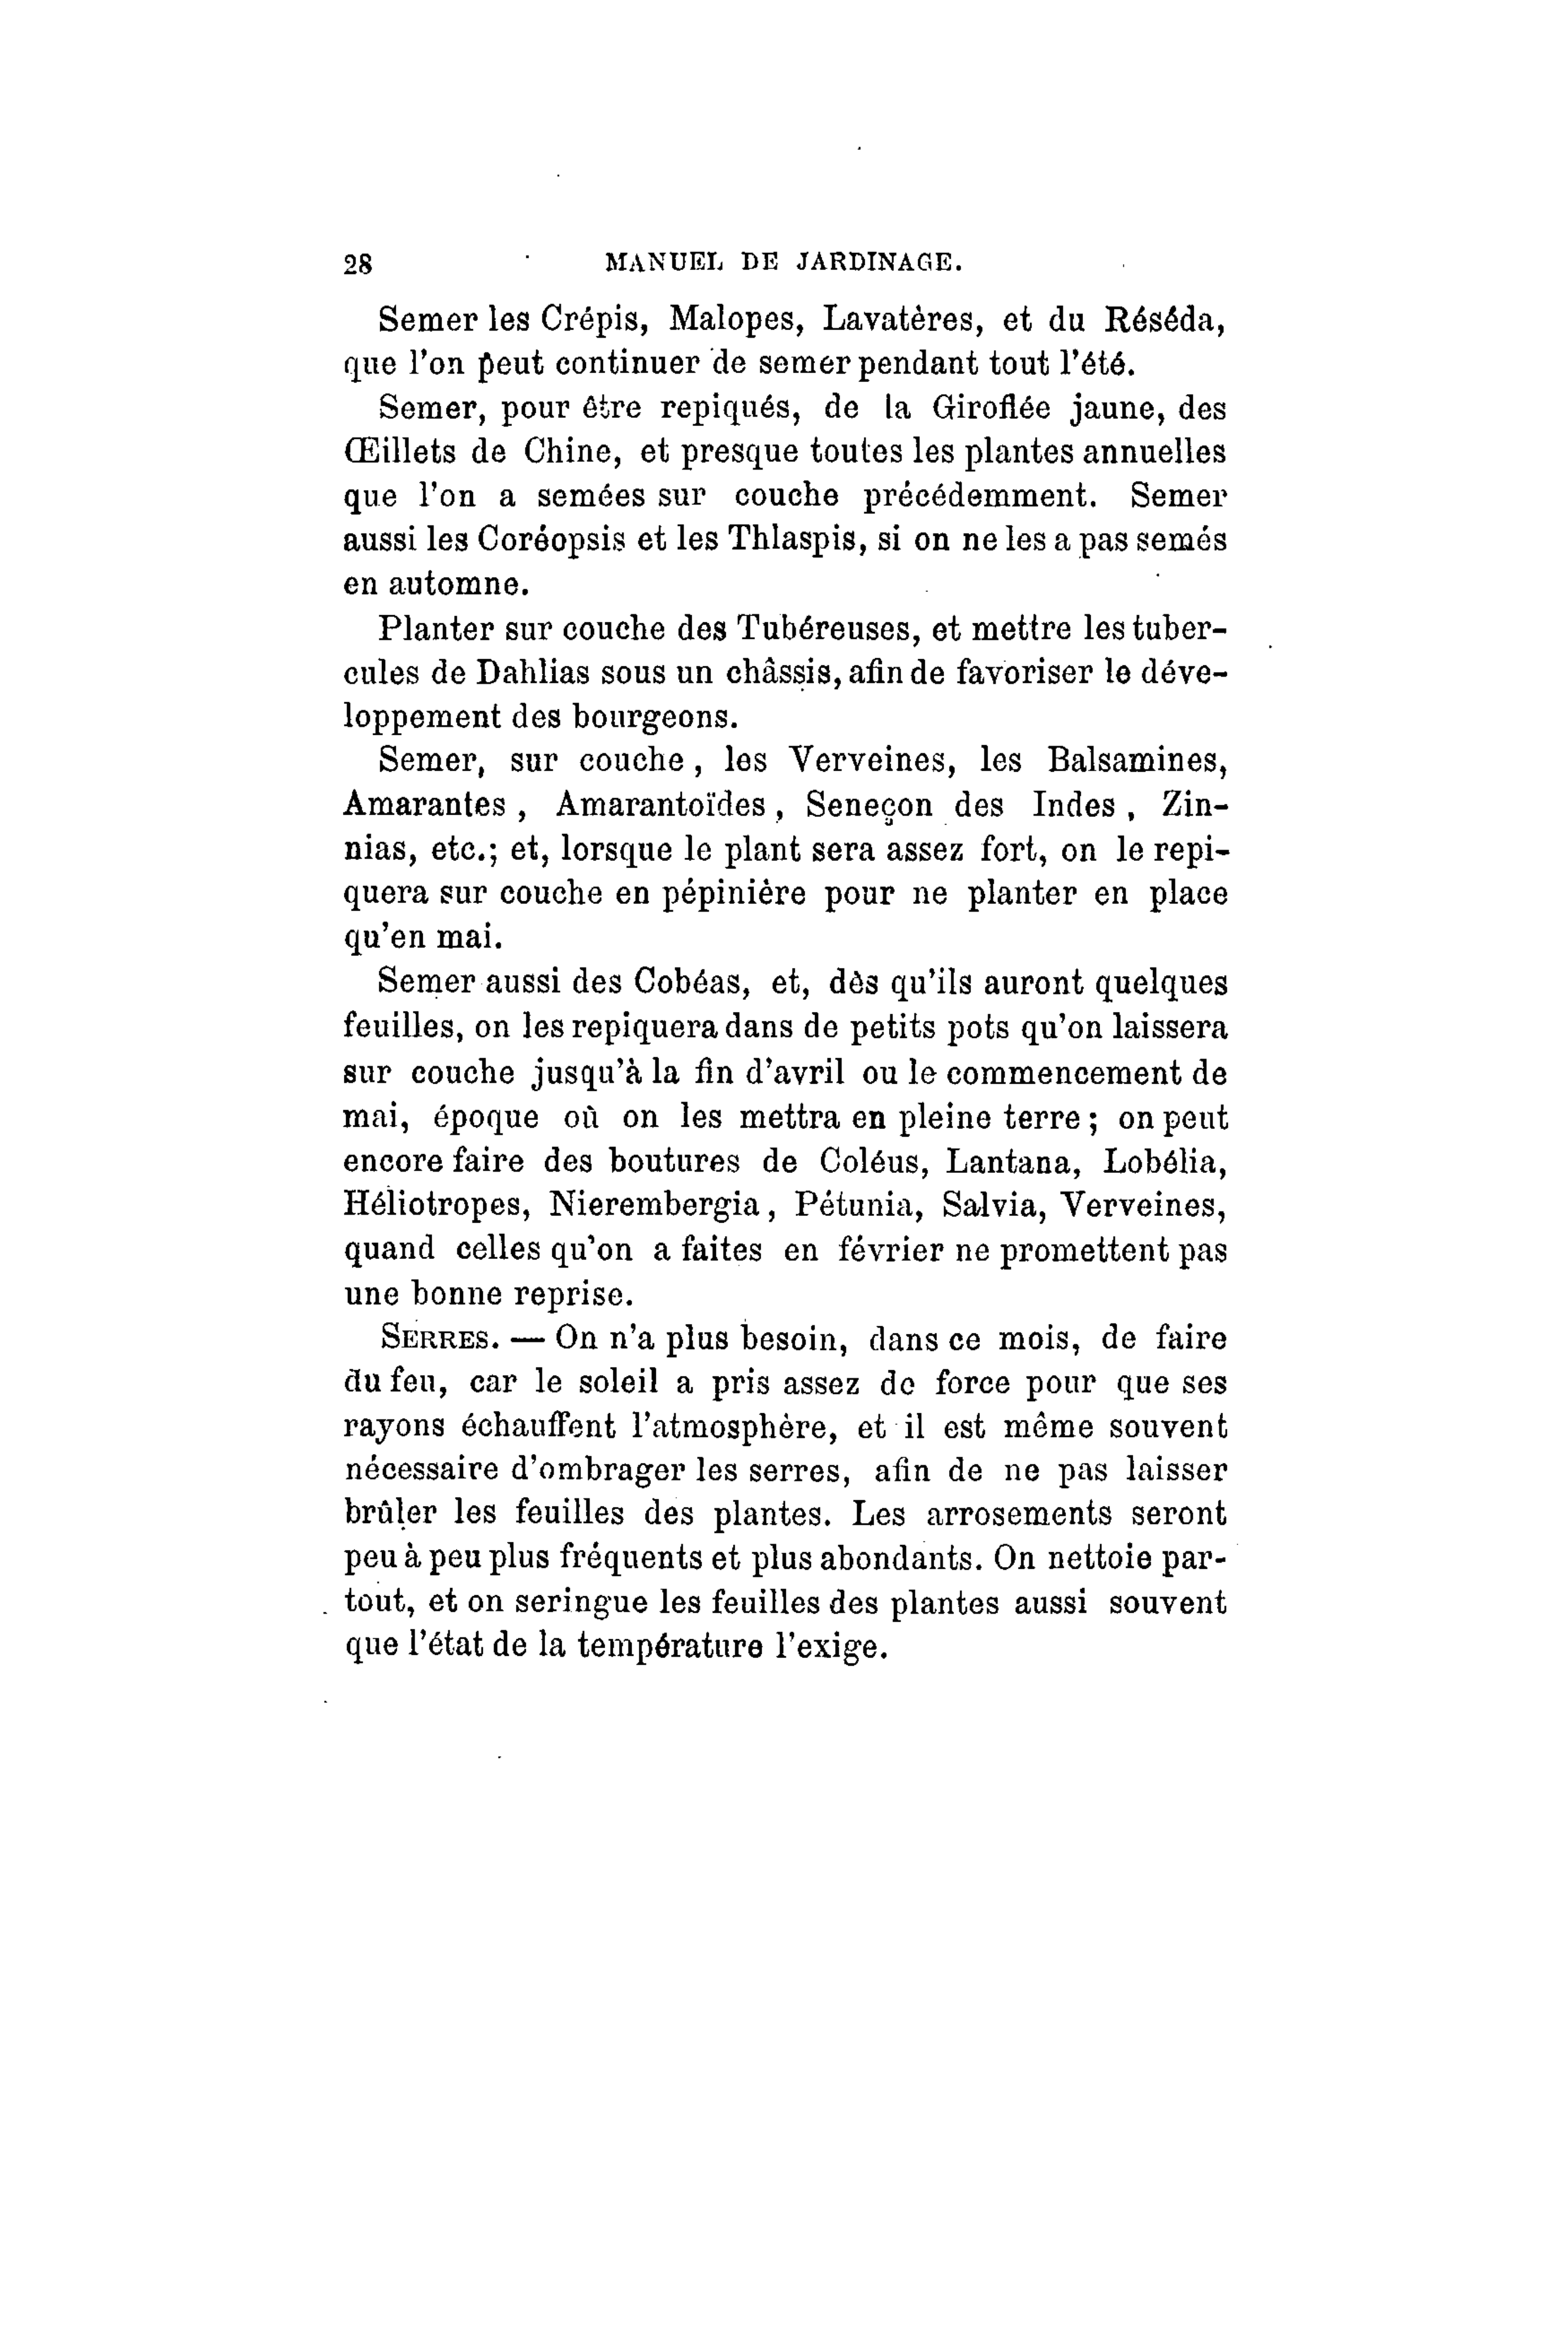 28 MANUEL DE JARDINAGE.
Semer les Crépis, Malopes, Lavatères, et du Réséda,
que l'on peut continuer de semer pendant tout l'été.
Semer, pour être repiqués, de la Giroflée jaune, des
Œillets de Chine, et presque toutes les plantes annuelles
que l'on a semées sur couche précédemment. Semer
aussi les Coréopsis et les Thlaspis, si on ne les a pas semés
en automne.
Planter sur couche des Tubéreuses, et mettre les tuber-
cules de Dahlias sous un châssis, afin de favoriser le déve-
loppement des bourgeons.
Semer, sur couche, les Verveines, les Balsamines,
Amarantes, Amarantoïdes, Seneçon des Indes, Zin-
nias, etc.; et, lorsque le plant sera assez fort, on le repi-
quera sur couche en pépinière pour ne planter en place
qu'en mai.
Semer aussi des Cobéas, et, dès qu'ils auront quelques
feuilles, on les repiquera dans de petits pots qu'on laissera
sur couche jusqu'à la fin d'avril ou le commencement de
mai, époque où on les mettra en pleine terre; on peut
encore faire des boutures de Coléus, Lantana, Lobélia,
Héliotropes, Nierembergia, Pétunia, Salvia, Verveines,
quand celles qu'on a faites en février ne promettent pas
une bonne reprise.
SERRES. — On n'a plus besoin, dans ce mois, de faire
du feu, car le soleil a pris assez de force pour que ses
rayons échauffent l'atmosphère, et il est même souvent
nécessaire d'ombrager les serres, afin de ne pas laisser
brûler les feuilles des plantes. Les arrosements seront
peu à peu plus fréquents et plus abondants. On nettoie par-
tout, et on seringue les feuilles des plantes aussi souvent
que l'état de la température l'exige.